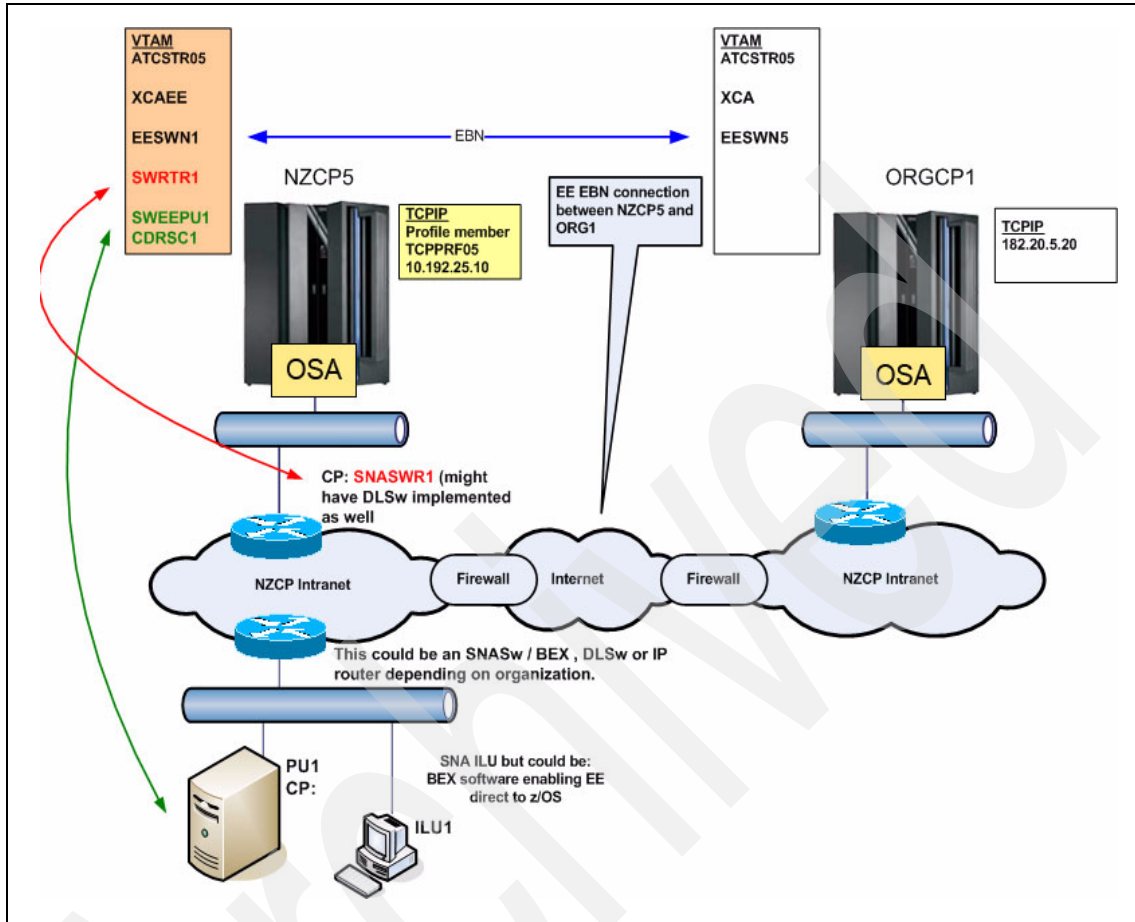 VTAM
ATCSTR05
XCAEE
EESWN1
SWRTR1
SWEEPU1
CDRSC1
EBN
VTAM
ATCSTR05
XCA
EESWN5
NZCP5
TCPIP
Profile member
TCPPRF05
10.192.25.10
OSA
EE EBN connection
between NZCP5 and
ORG1
ORGCP1
TCPIP
182.20.5.20
OSA
CP: SNASWR1 (might
have DLSw implemented
as well
NZCP Intranet
Firewall
Internet
Firewall
NZCP Intranet
This could be an SNASw / BEX , DLSw or IP
router depending on organization.
PU1
CP:
SNA ILU but could be:
BEX software enabling EE
direct to z/OS
ILU1